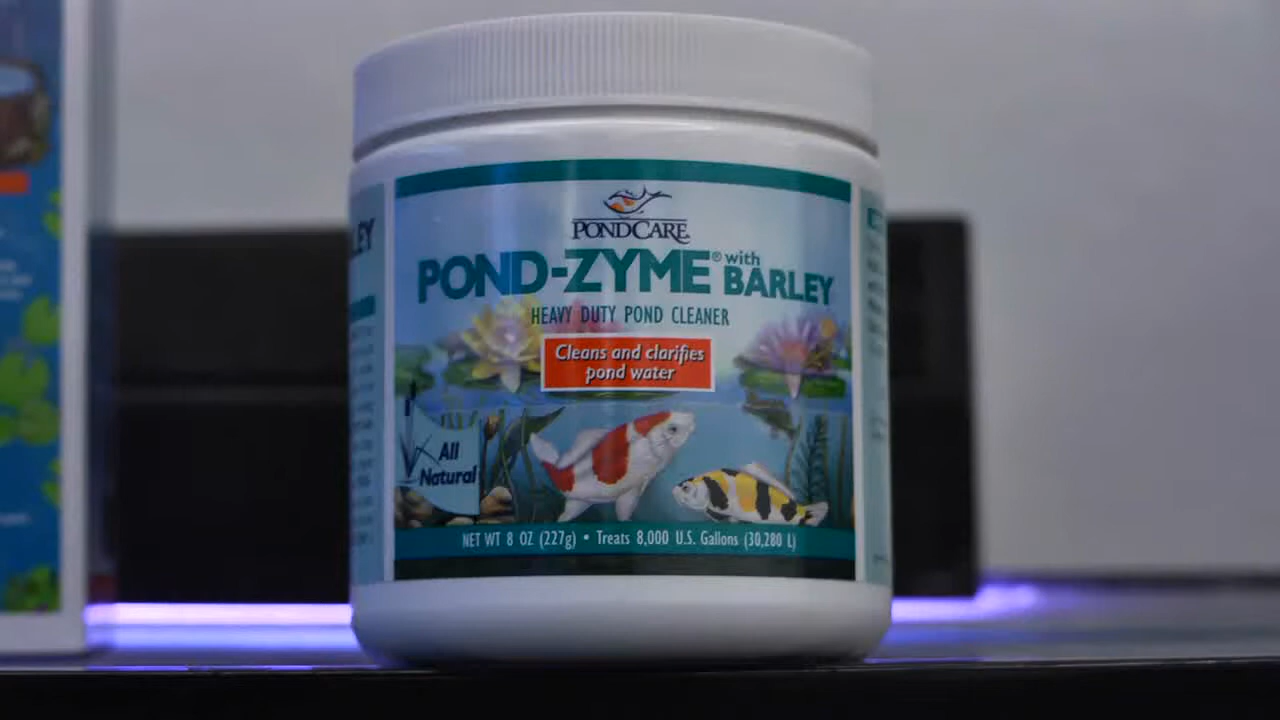 PONDCARE
POND-ZYME® with BARLEY
HEAVY DUTY POND CLEANER
Cleans and clarifies
pond water
All
Natural
NET WT 8 OZ (227g) • Treats 8,000 U.S. Gallons (30,280 L)
LEY